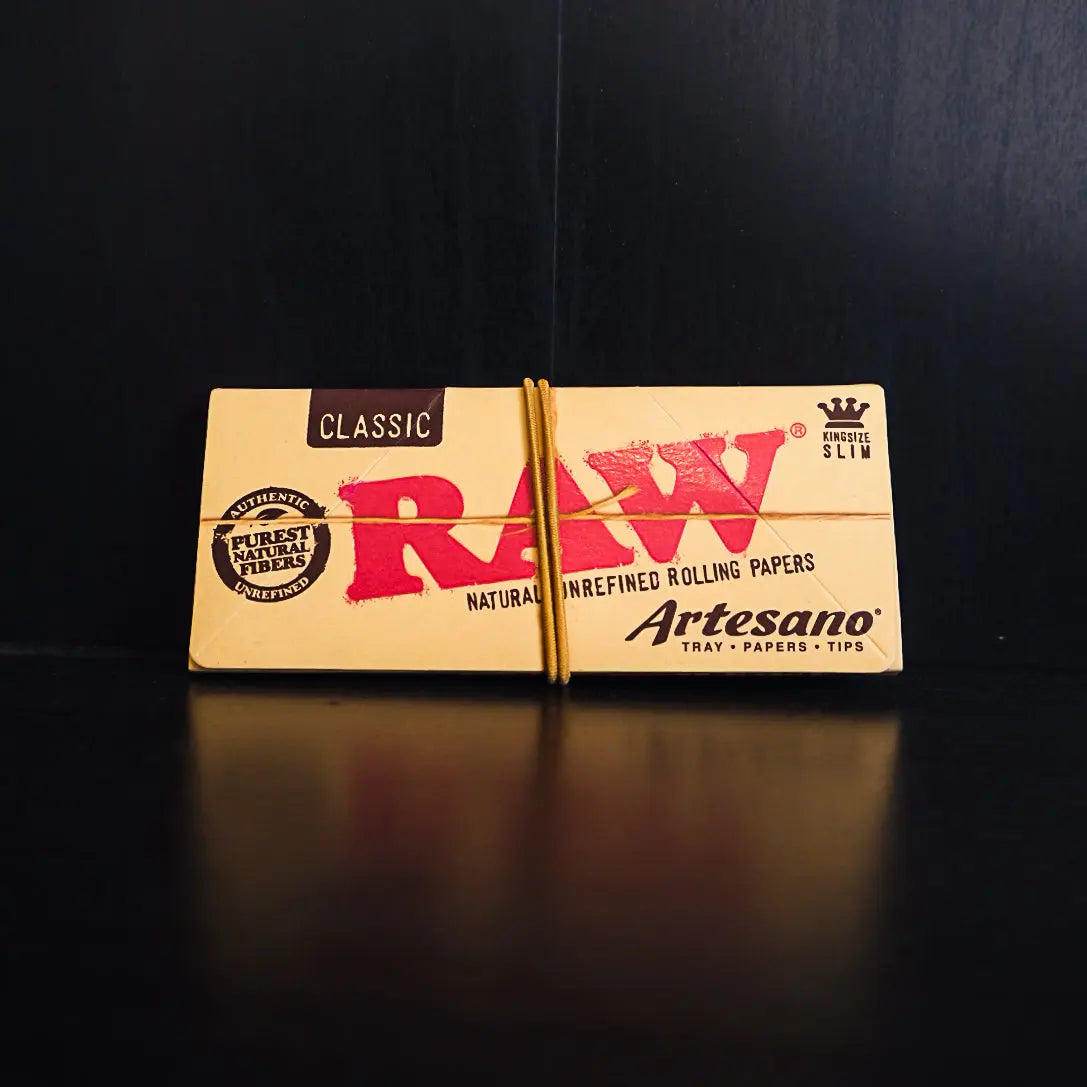 CLASSIC
KINGSIZE
SLIM
RAW®
AUTHENTIC
PUREST
NATURAL
FIBERS
UNREFINED
NATURAL UNREFINED ROLLING PAPERS
Artesano®
TRAY • PAPERS • TIPS